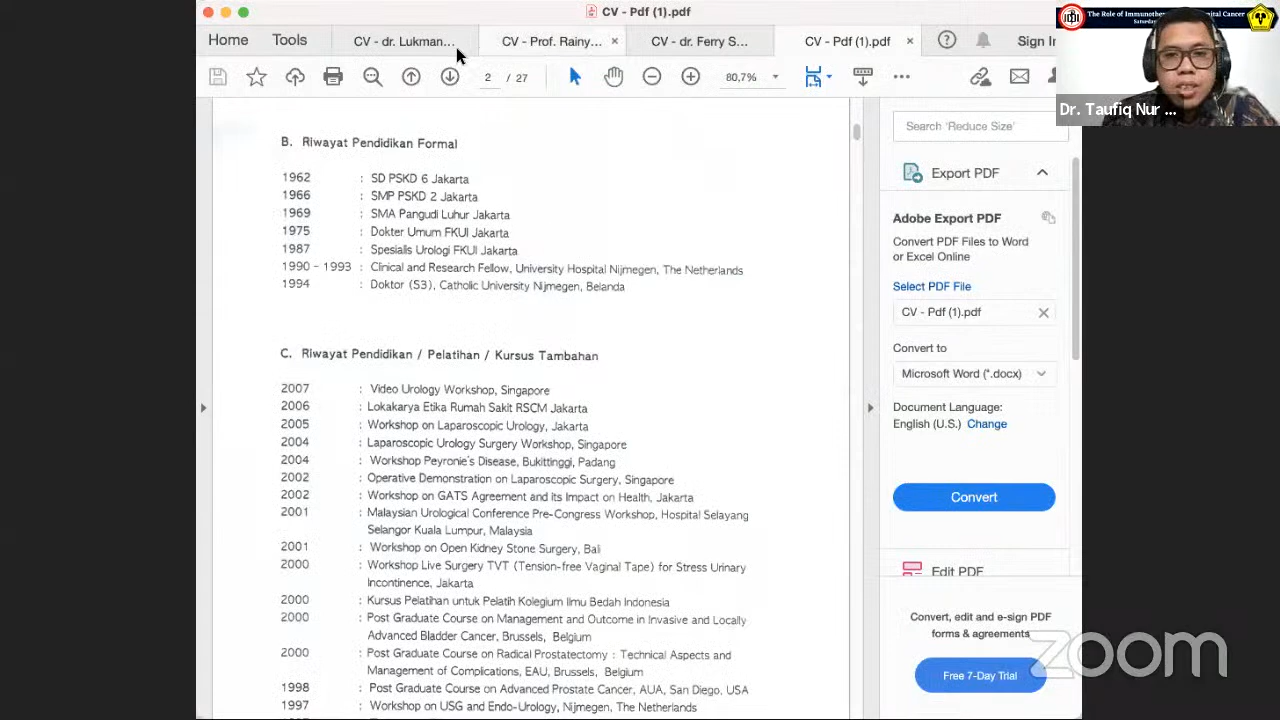 CV - Pdf (1).pdf
Home
Tools
CV - dr. Lukman...
CV - Prof. Rainy...
CV - dr. Ferry S...
CV - Pdf (1).pdf
Sign In
2 / 27
80,7%
B. Riwayat Pendidikan Formal
1962 : SD PSKD 6 Jakarta
1966 : SMP PSKD 2 Jakarta
1969 : SMA Pangudi Luhur Jakarta
1975 : Dokter Umum FKUI Jakarta
1987 : Spesialis Urologi FKUI Jakarta
1990 - 1993 : Clinical and Research Fellow, University Hospital Nijmegen, The Netherlands
1994 : Doktor (S3), Catholic University Nijmegen, Belanda
C. Riwayat Pendidikan / Pelatihan / Kursus Tambahan
2007 : Video Urology Workshop, Singapore
2006 : Lokakarya Etika Rumah Sakit RSCM Jakarta
2005 : Workshop on Laparoscopic Urology, Jakarta
2004 : Laparoscopic Urology Surgery Workshop, Singapore
2004 : Workshop Peyronie's Disease, Bukittinggi, Padang
2002 : Operative Demonstration on Laparoscopic Surgery, Singapore
2002 : Workshop on GATS Agreement and its Impact on Health, Jakarta
2001 : Malaysian Urological Conference Pre-Congress Workshop, Hospital Selayang
Selangor Kuala Lumpur, Malaysia
2001 : Workshop on Open Kidney Stone Surgery, Bali
2000 : Workshop Live Surgery TVT (Tension-free Vaginal Tape) for Stress Urinary
Incontinence, Jakarta
2000 : Kursus Pelatihan untuk Pelatih Kolegium Ilmu Bedah Indonesia
2000 : Post Graduate Course on Management and Outcome in Invasive and Locally
Advanced Bladder Cancer, Brussels, Belgium
2000 : Post Graduate Course on Radical Prostatectomy : Technical Aspects and
Management of Complications, EAU, Brussels, Belgium
1998 : Post Graduate Course on Advanced Prostate Cancer, AUA, San Diego, USA
1997 : Workshop on USG and Endo-Urology, Nijmegen, The Netherlands
Search 'Reduce Size'
Export PDF
Adobe Export PDF
Convert PDF Files to Word
or Excel Online
Select PDF File
CV - Pdf (1).pdf
Convert to
Microsoft Word (*.docx)
Document Language:
English (U.S.) Change
Convert
Edit PDF
Convert, edit and e-sign PDF
forms & agreements
Free 7-Day Trial
The Role of Immunothe
ital Cancer
Dr. Taufiq Nur ...
zoom